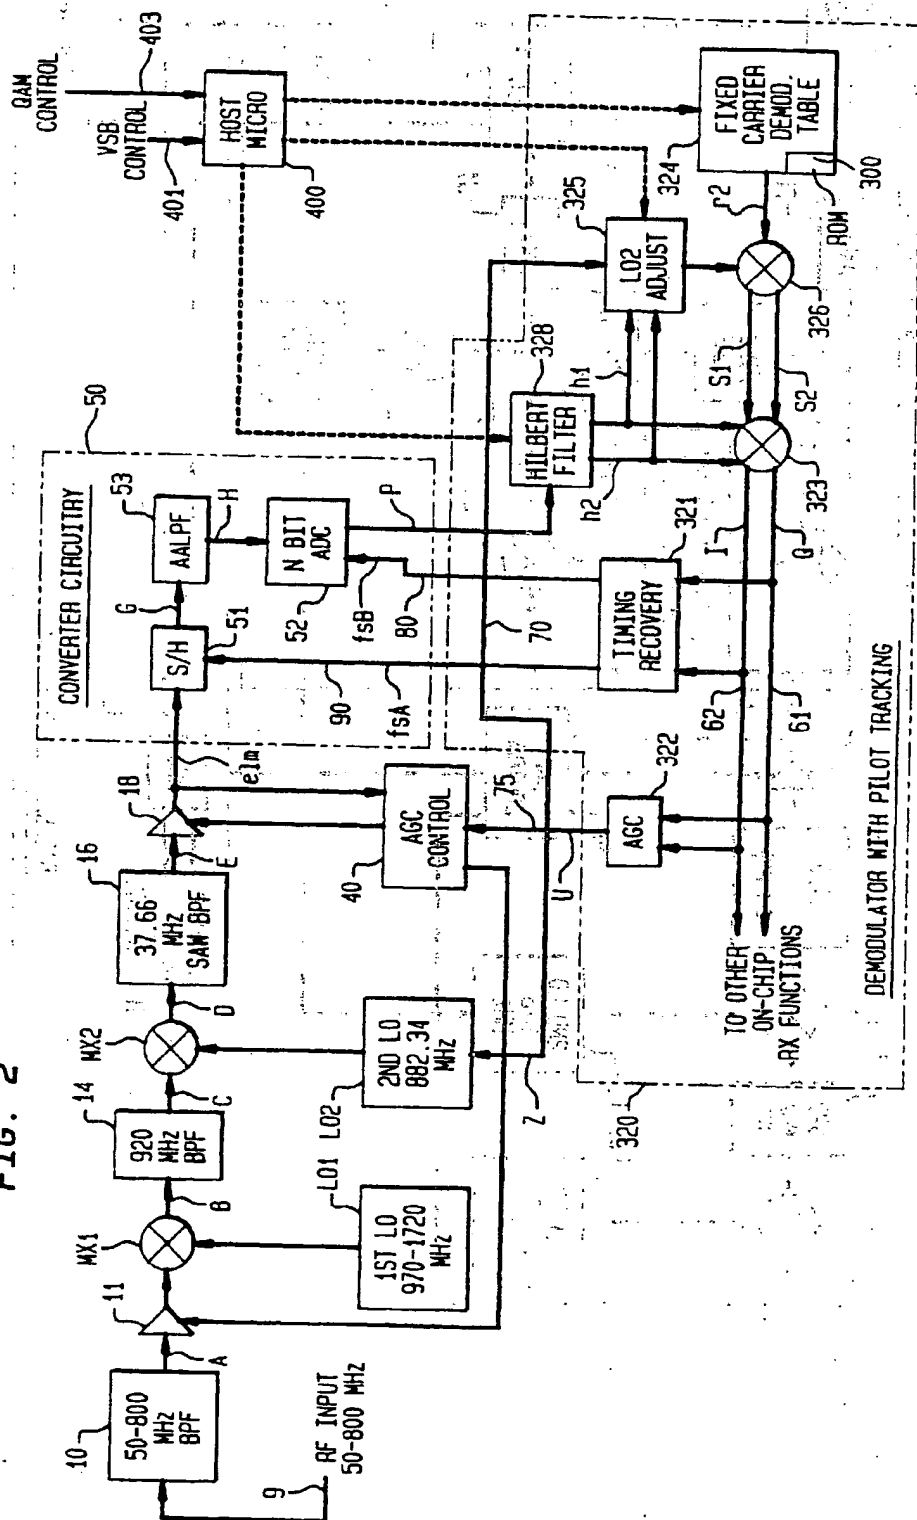 FIG. 2
9
RF INPUT
50-800 MHz
10
50-800
MHz
BPF
A
11
MX1
B
1ST LO
970-1720
MHz
LO1
14
920
MHz
BPF
C
MX2
D
2ND LO
882.34
MHz
LO2
Z
16
37.66
MHz
SAW BPF
E
18
elm
40
AGC
CONTROL
U
75
CONVERTER CIRCUITRY
50
S/H
51
G
53
AALPF
H
N BIT
ADC
52
P
fsB
80
90
fsA
70
VSB
CONTROL
401
QAM
CONTROL
403
HOST
MICRO
400
320
AGC
322
TIMING
RECOVERY
321
62
61
TO OTHER
ON-CHIP
RX FUNCTIONS
HILBERT
FILTER
328
h1
h2
I
Q
323
S1
S2
LO2
ADJUST
325
326
r2
FIXED
CARRIER
DEMOD.
TABLE
324
ROM
300
DEMODULATOR WITH PILOT TRACKING